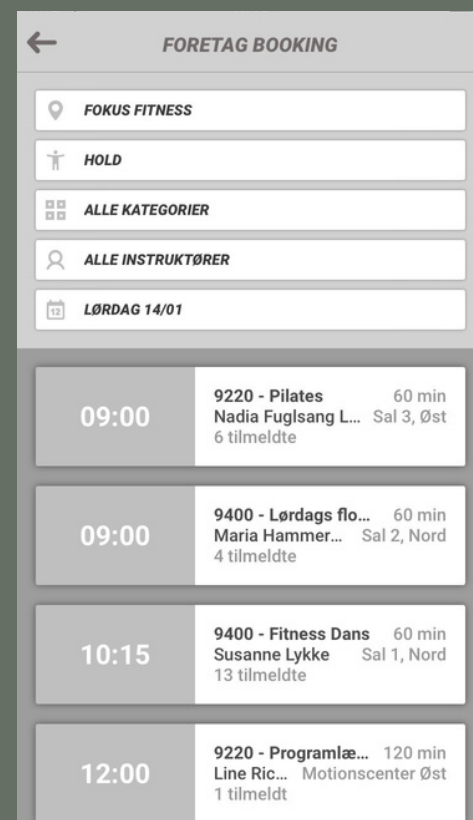 FORETAG BOOKING
FOKUS FITNESS
HOLD
ALLE KATEGORIER
ALLE INSTRUKTØRER
12 LØRDAG 14/01
09:00
9220 - Pilates 60 min
Nadia Fuglsang L... Sal 3, Øst
6 tilmeldte
09:00
9400 - Lørdags flo... 60 min
Maria Hammer... Sal 2, Nord
4 tilmeldte
10:15
9400 - Fitness Dans 60 min
Susanne Lykke Sal 1, Nord
13 tilmeldte
12:00
9220 - Programlæ... 120 min
Line Ric... Motionscenter Øst
1 tilmeldt